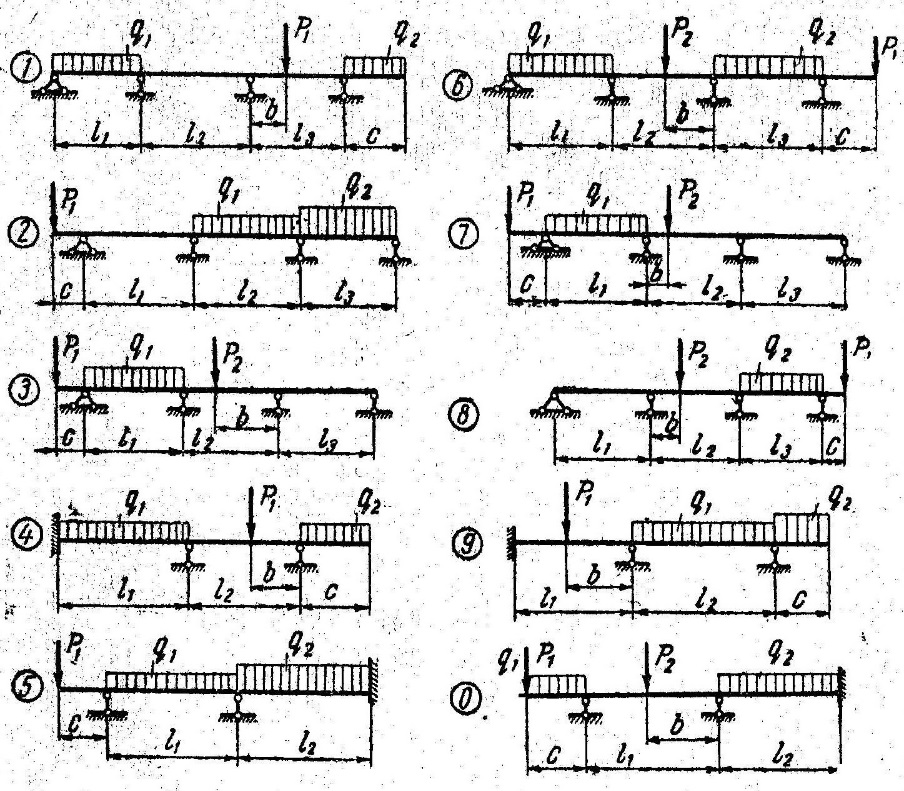 1 q1 P1 q2
b
l1 l2 l3 c
6 q1 P2 q2 P1
b
l1 l2 l3 c
2 P1 q1 q2
c l1 l2 l3
7 P1 q1 P2
b
c l1 l2 l3
3 P1 q1 P2
b
c l1 l2 l3
8 P2 q2 P1
b
l1 l2 l3 c
4 q1 P1 q2
b
l1 l2 c
9 P1 q1 q2
b
l1 l2 c
5 P1 q1 q2
c
l1 l2
0 q1 P1 P2 q2
b
c l1 l2